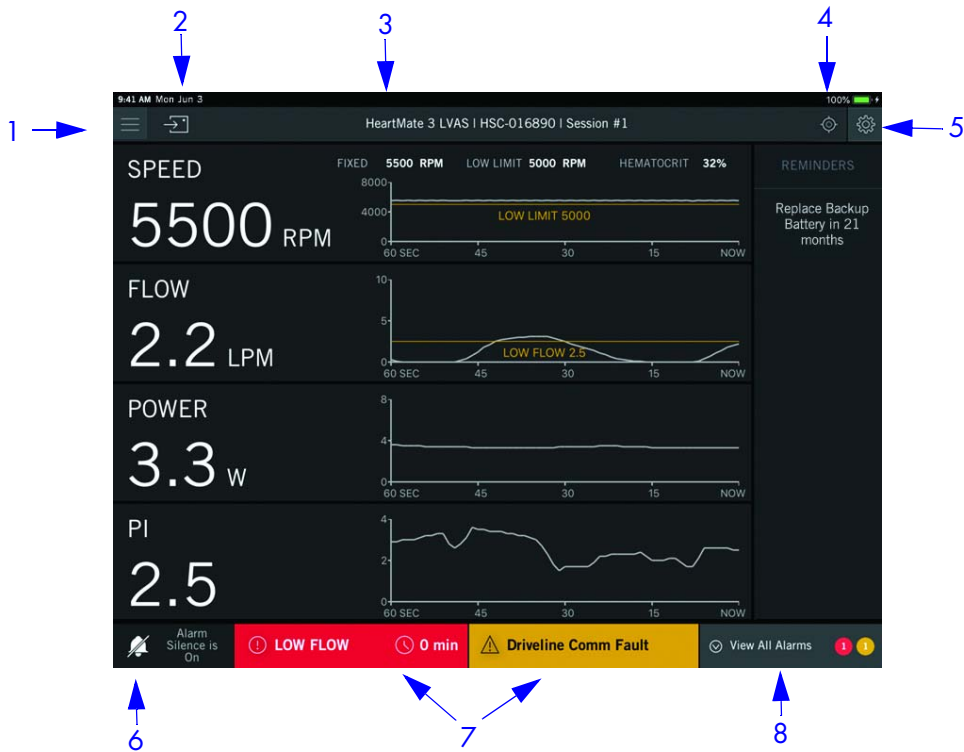 2
3
4
9:41 AM Mon Jun 3
100%
1
HeartMate 3 LVAS | HSC-016890 | Session #1
5
SPEED
5500 RPM
FIXED 5500 RPM LOW LIMIT 5000 RPM HEMATOCRIT 32%
8000
4000
0
LOW LIMIT 5000
60 SEC 45 30 15 NOW
REMINDERS
Replace Backup
Battery in 21
months
FLOW
2.2 LPM
10
5
0
LOW FLOW 2.5
60 SEC 45 30 15 NOW
POWER
3.3 W
8
4
0
60 SEC 45 30 15 NOW
PI
2.5
4
2
0
60 SEC 45 30 15 NOW
Alarm
Silence is
On
LOW FLOW 0 min
Driveline Comm Fault
View All Alarms 1 1
6
7
8